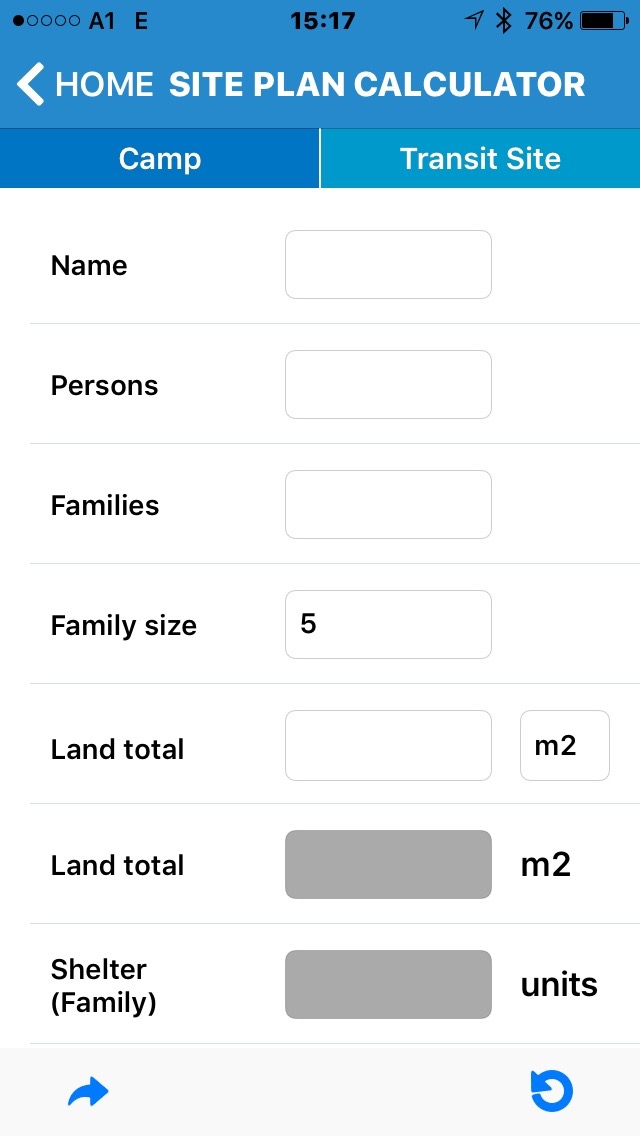 A1 E 15:17 76%
HOME SITE PLAN CALCULATOR
Camp Transit Site
Name
Persons
Families
Family size 5
Land total m2
Land total m2
Shelter
(Family) units